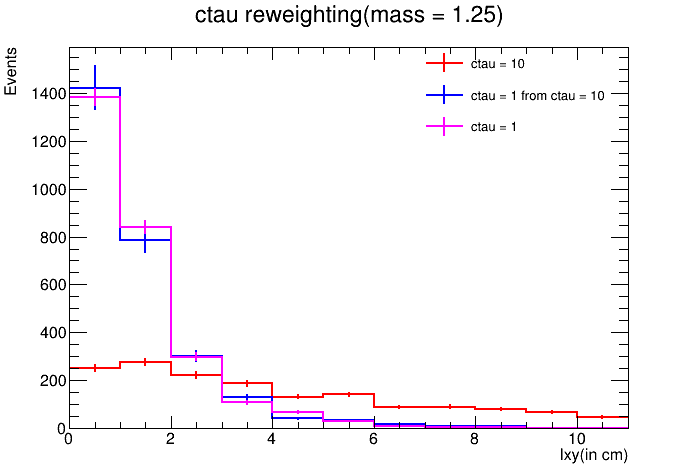 ctau reweighting(mass = 1.25)
Events
ctau = 10
ctau = 1 from ctau = 10
ctau = 1
1400
1200
1000
800
600
400
200
0
0 2 4 6 8 10
lxy(in cm)